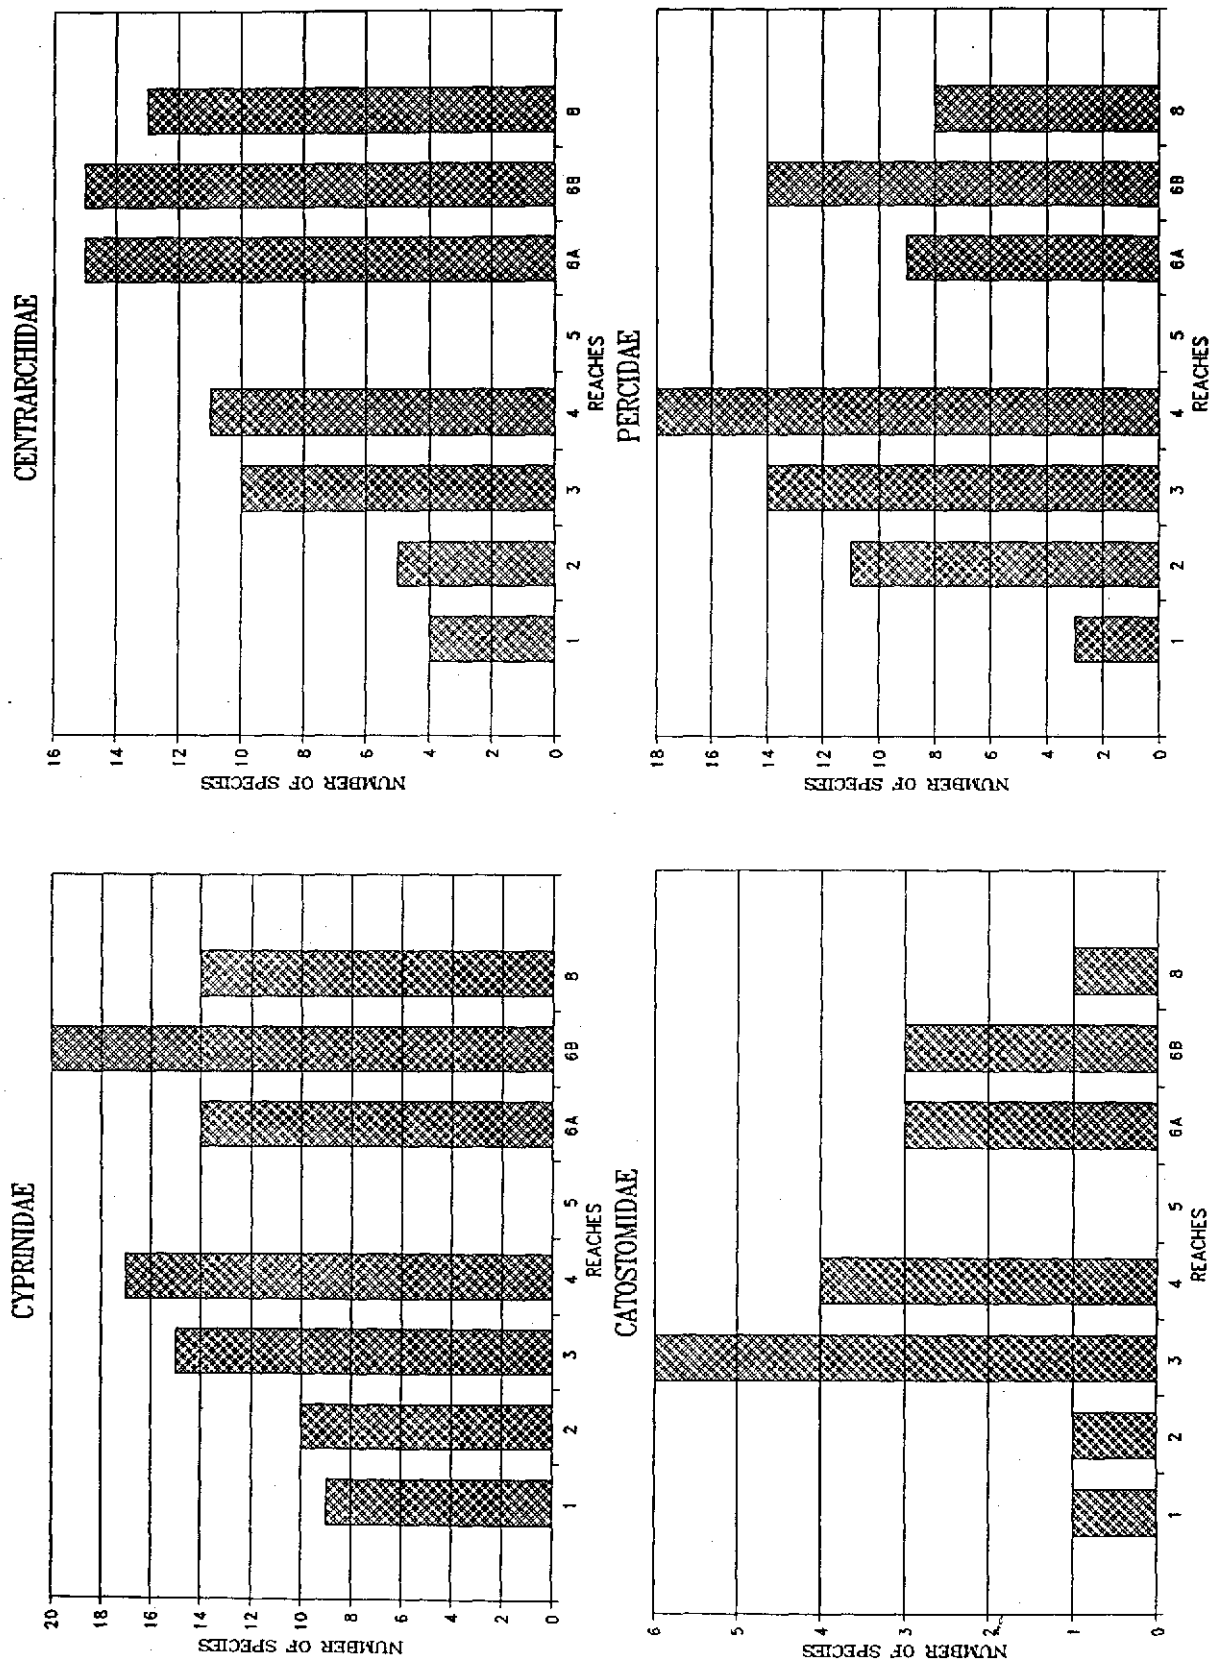 CYPRINIDAE
NUMBER OF SPECIES
20
18
16
14
12
10
8
6
4
2
0
1 2 3 4 5 6A 6B 8
REACHES
CENTRARCHIDAE
NUMBER OF SPECIES
16
14
12
10
8
6
4
2
0
1 2 3 4 5 6A 6B 8
REACHES
CATOSTOMIDAE
NUMBER OF SPECIES
6
5
4
3
2
1
0
1 2 3 4 5 6A 6B 8
REACHES
PERCIDAE
NUMBER OF SPECIES
18
16
14
12
10
8
6
4
2
0
1 2 3 4 5 6A 6B 8
REACHES